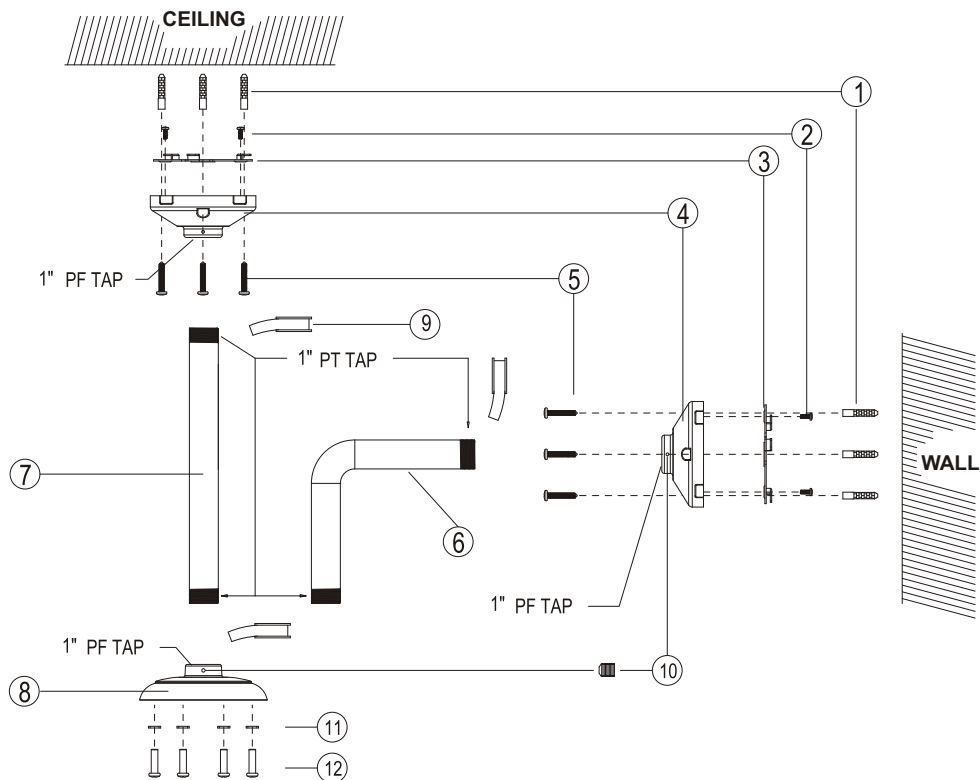 CEILING
1
2
3
4
1" PF TAP
5
9
1" PT TAP
WALL
7
6
1" PF TAP
1" PF TAP
10
8
11
12